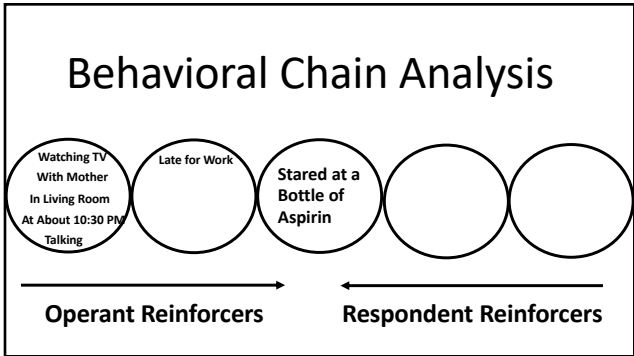 Behavioral Chain Analysis
Watching TV
With Mother
In Living Room
At About 10:30 PM
Talking
Late for Work
Stared at a
Bottle of
Aspirin
Operant Reinforcers
Respondent Reinforcers